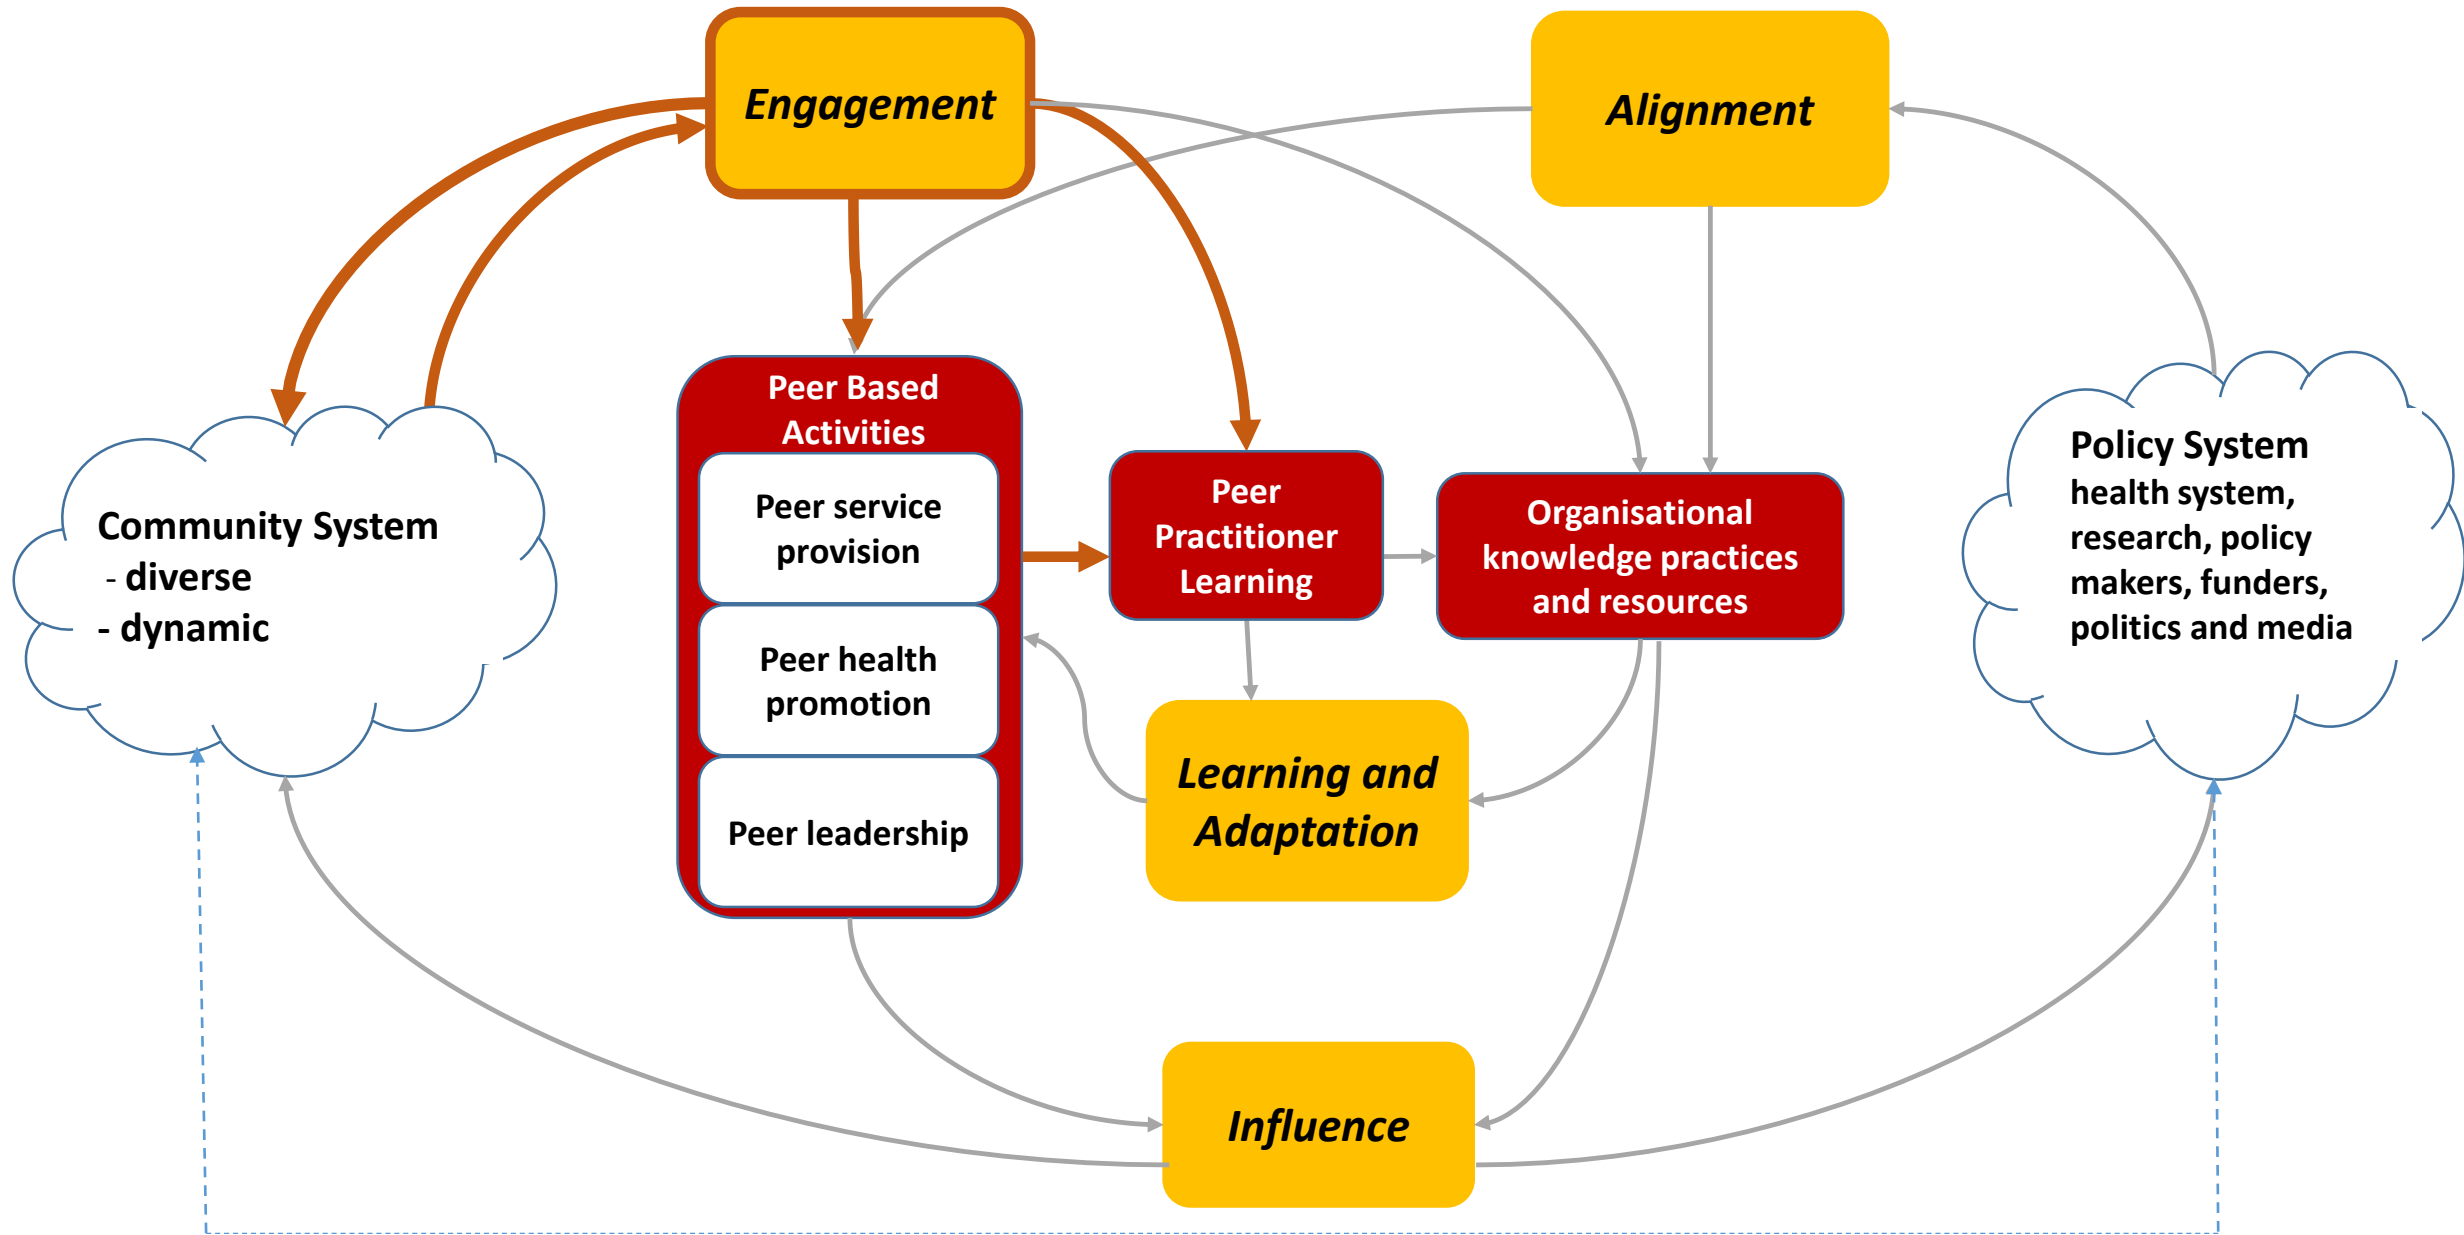 Engagement
Alignment
Peer Based
Activities
Peer service
provision
Peer health
promotion
Peer leadership
Community System
- diverse
- dynamic
Peer
Practitioner
Learning
Organisational
knowledge practices
and resources
Policy System
health system,
research, policy
makers, funders,
politics and media
Learning and
Adaptation
Influence